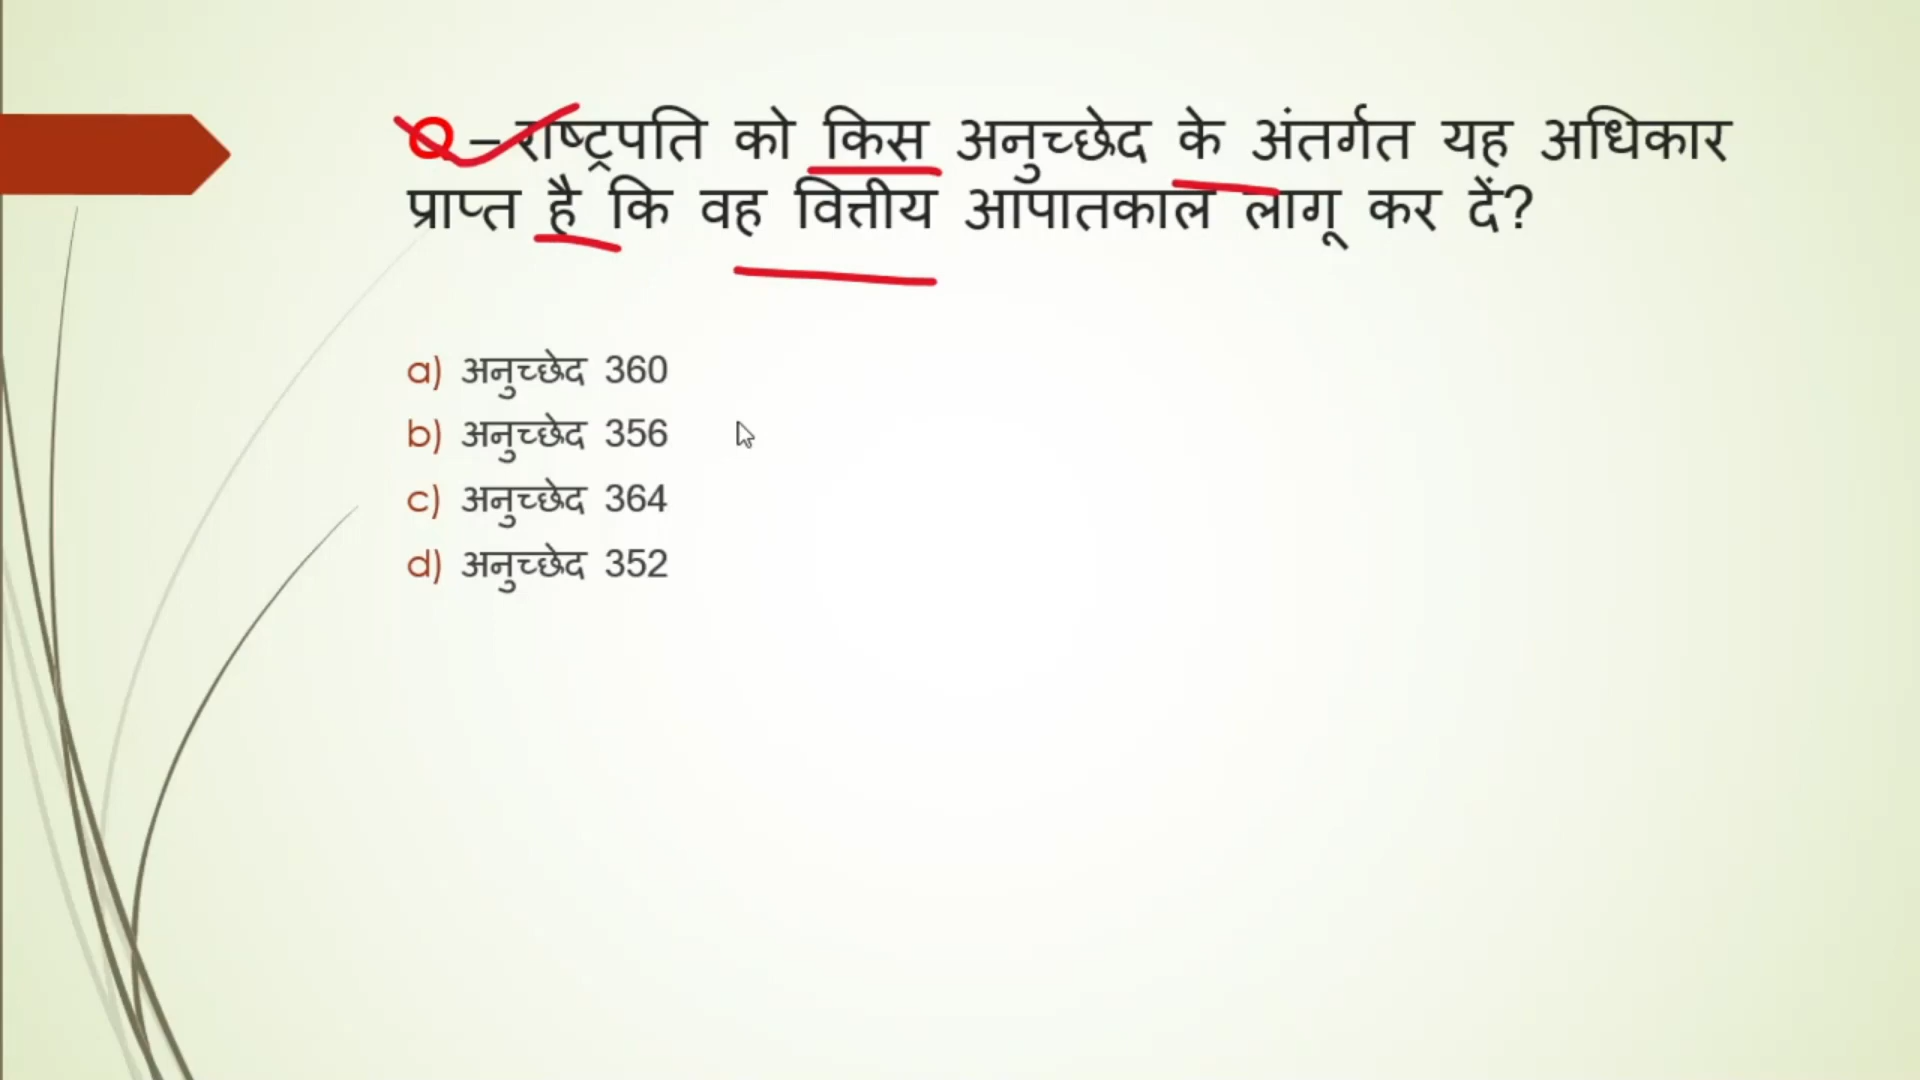 Q – राष्ट्रपति को किस अनुच्छेद के अंतर्गत यह अधिकार
प्राप्त है कि वह वित्तीय आपातकाल लागू कर दें?
a) अनुच्छेद 360
b) अनुच्छेद 356
c) अनुच्छेद 364
d) अनुच्छेद 352